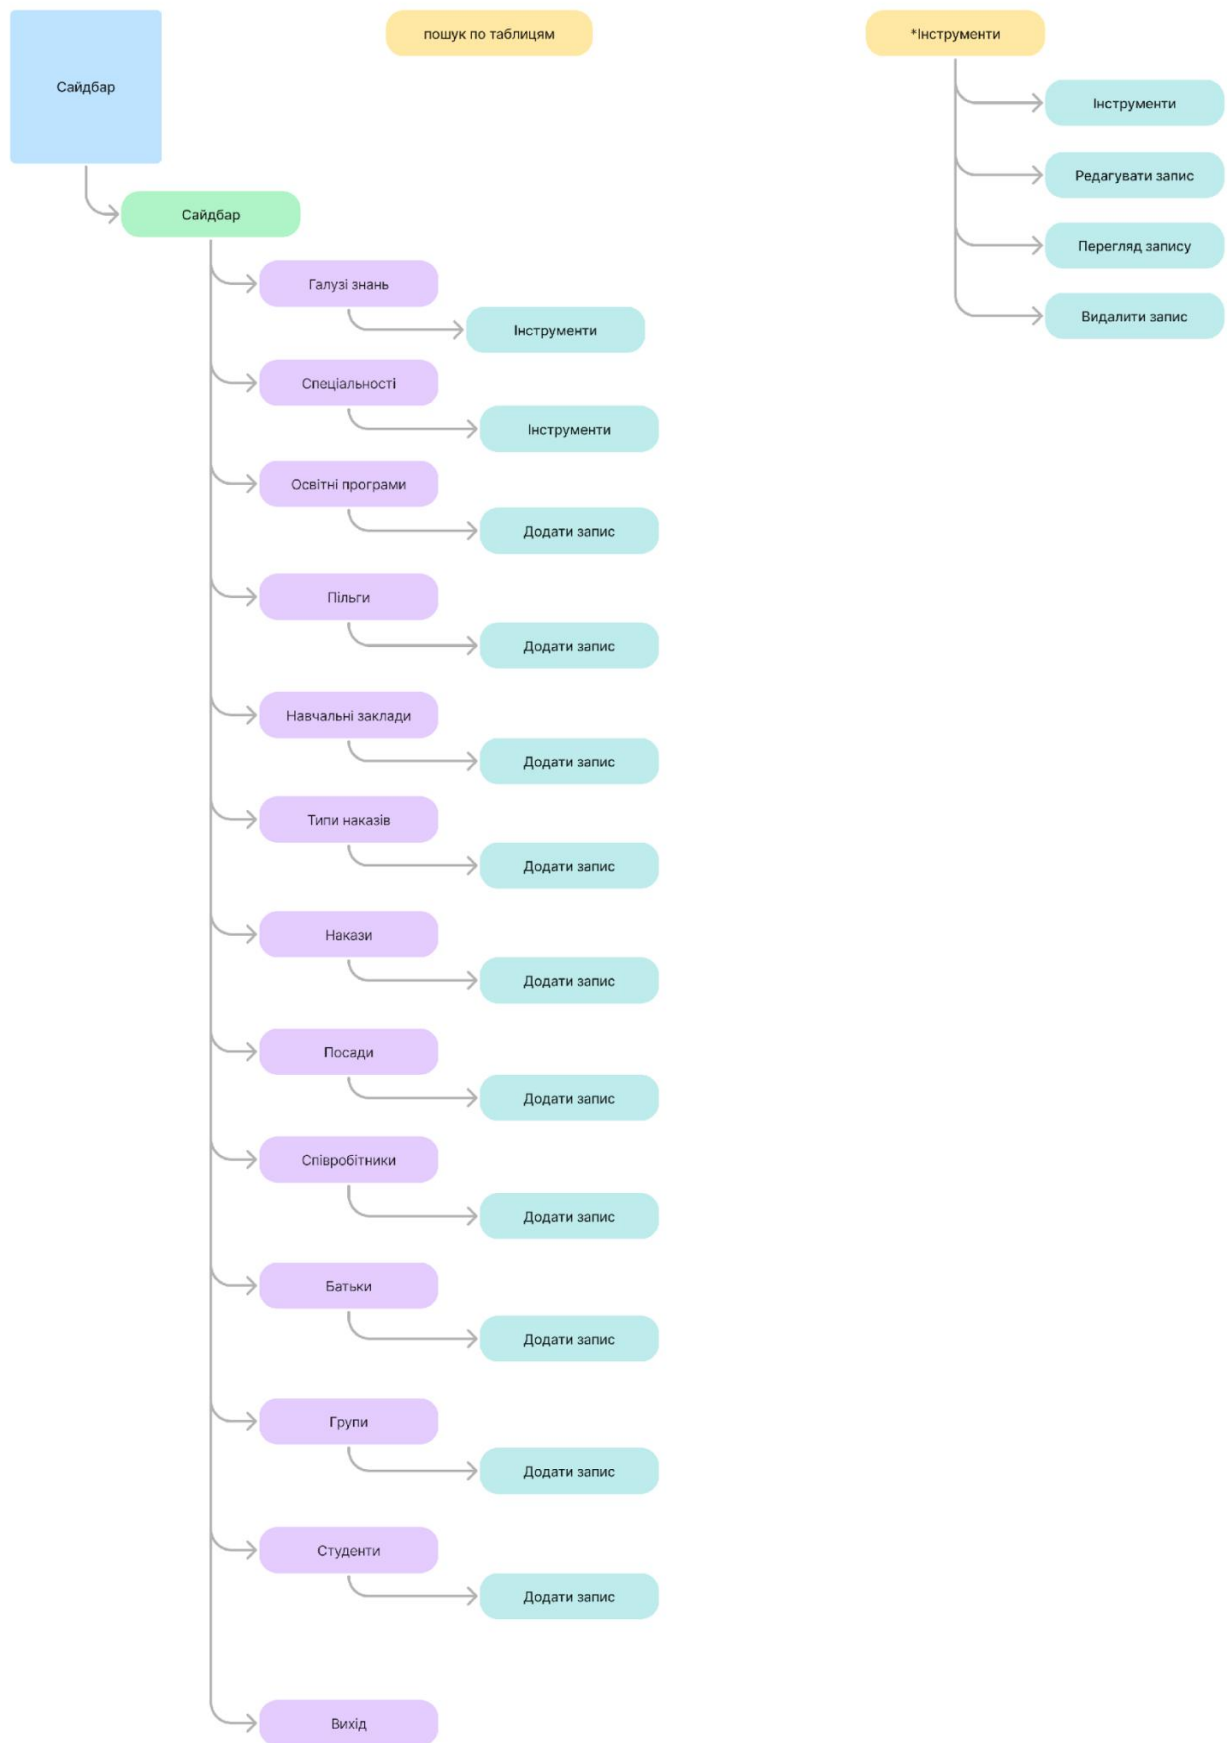 Сайдбар
пошук по таблицям
*Інструменти
Інструменти
Редагувати запис
Перегляд запису
Видалити запис
Сайдбар
Галузі знань
Інструменти
Спеціальності
Інструменти
Освітні програми
Додати запис
Пільги
Додати запис
Навчальні заклади
Додати запис
Типи наказів
Додати запис
Накази
Додати запис
Посади
Додати запис
Співробітники
Додати запис
Батьки
Додати запис
Групи
Додати запис
Студенти
Додати запис
Вихід